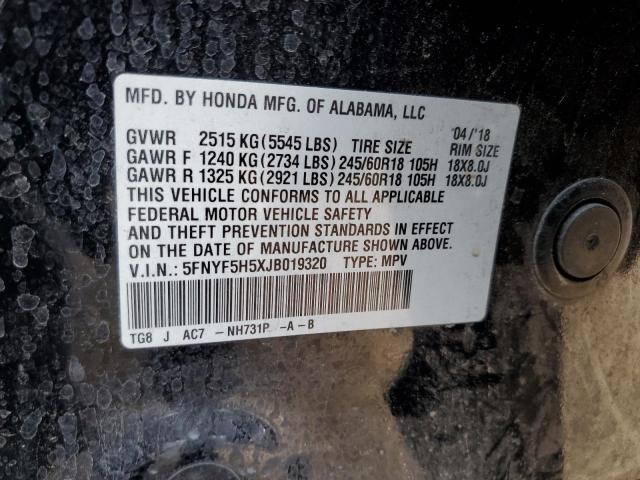 MFD. BY HONDA MFG. OF ALABAMA, LLC
04/'18
GVWR 2515 KG (5545 LBS) TIRE SIZE RIM SIZE
GAWR F 1240 KG (2734 LBS) 245/60R18 105H 18X8.0J
GAWR R 1325 KG (2921 LBS) 245/60R18 105H 18X8.0J
THIS VEHICLE CONFORMS TO ALL APPLICABLE
FEDERAL MOTOR VEHICLE SAFETY
AND THEFT PREVENTION STANDARDS IN EFFECT
ON THE DATE OF MANUFACTURE SHOWN ABOVE.
V.I.N.: 5FNYF5H5XJB019320 TYPE: MPV
TG8 J AC7 -NH731P -A-B